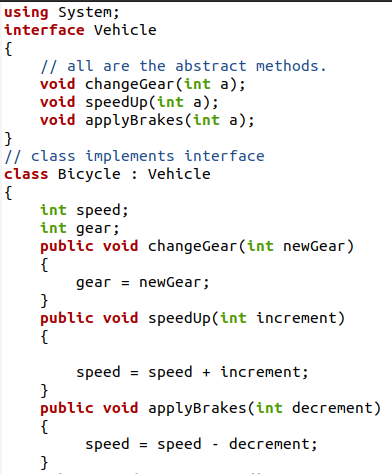 using System;
interface Vehicle
{
    // all are the abstract methods.
    void changeGear(int a);
    void speedUp(int a);
    void applyBrakes(int a);
}
// class implements interface
class Bicycle : Vehicle
{
    int speed;
    int gear;
    public void changeGear(int newGear)
    {
        gear = newGear;
    }
    public void speedUp(int increment)
    {

        speed = speed + increment;
    }
    public void applyBrakes(int decrement)
    {
         speed = speed - decrement;
    }